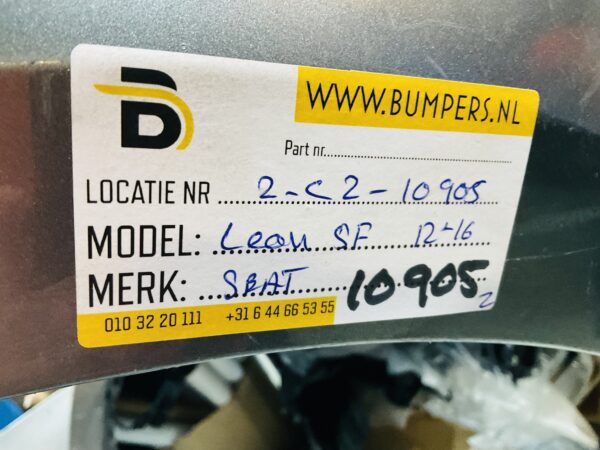 B
WWW.BUMPERS.NL
Part nr.
LOCATIE NR 2-C2-10905
MODEL: Leon SF 12-16
MERK: SEAT 10905 2
010 32 20 111 +31 6 44 66 53 55